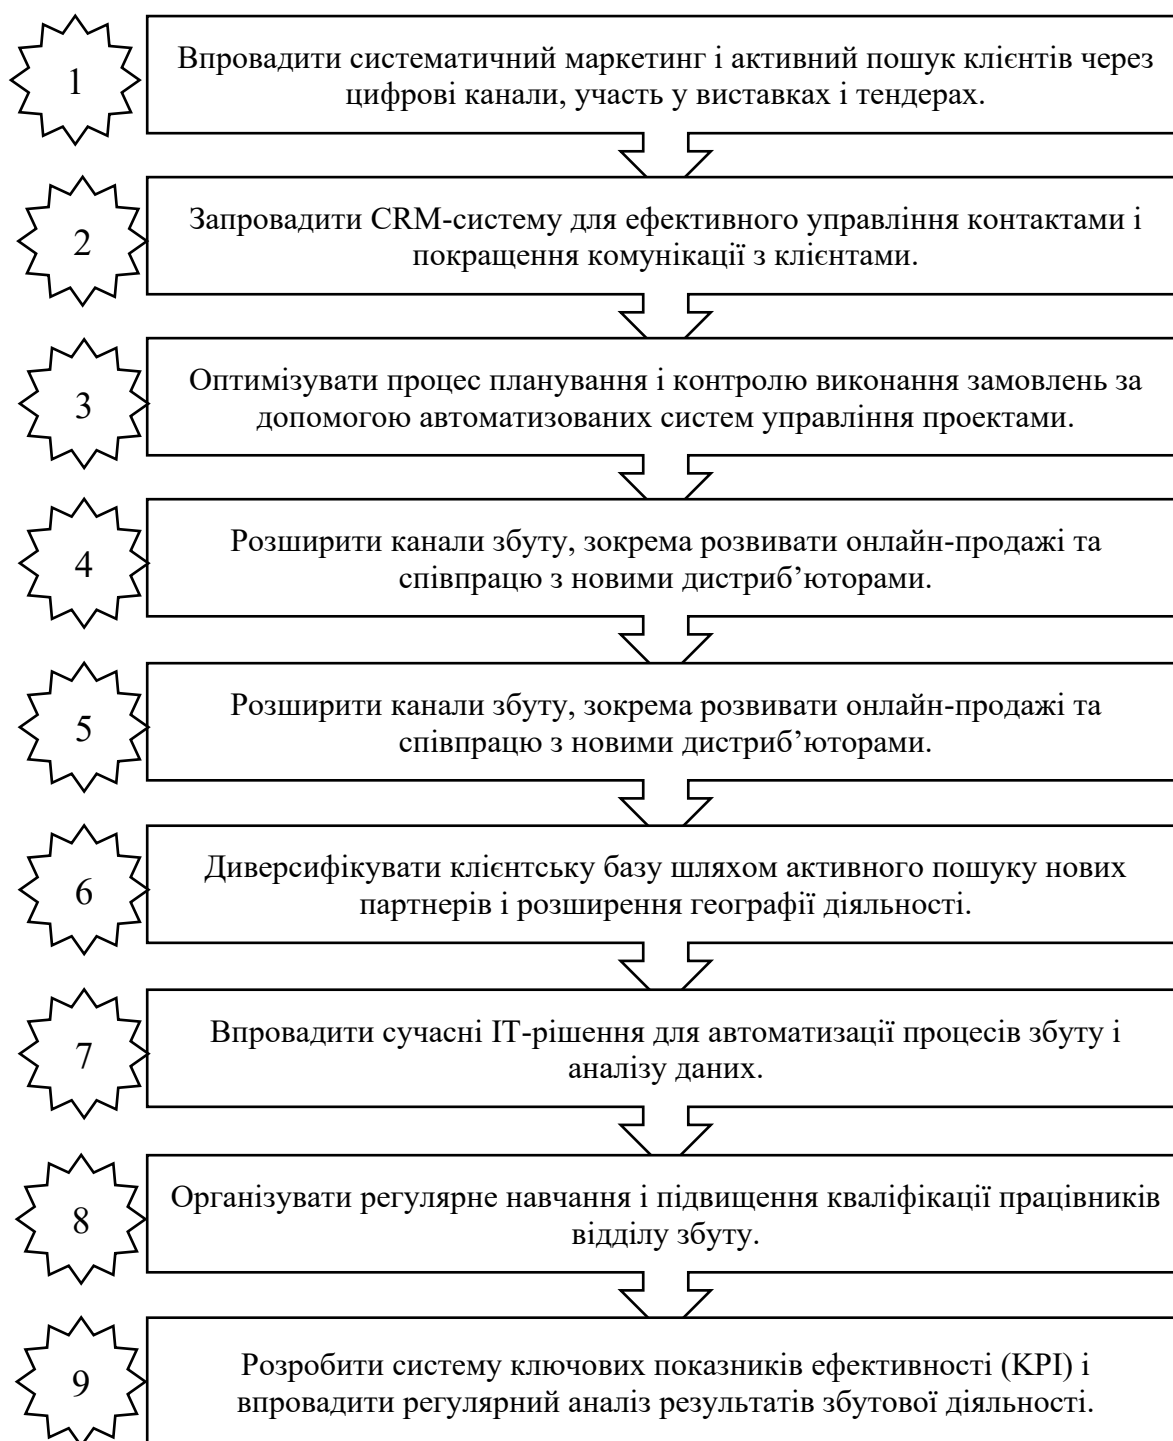 1
Впровадити систематичний маркетинг і активний пошук клієнтів через
цифрові канали, участь у виставках і тендерах.
2
Запровадити CRM-систему для ефективного управління контактами і
покращення комунікації з клієнтами.
3
Оптимізувати процес планування і контролю виконання замовлень за
допомогою автоматизованих систем управління проектами.
4
Розширити канали збуту, зокрема розвивати онлайн-продажі та
співпрацю з новими дистриб’юторами.
5
Розширити канали збуту, зокрема розвивати онлайн-продажі та
співпрацю з новими дистриб’юторами.
6
Диверсифікувати клієнтську базу шляхом активного пошуку нових
партнерів і розширення географії діяльності.
7
Впровадити сучасні ІТ-рішення для автоматизації процесів збуту і
аналізу даних.
8
Організувати регулярне навчання і підвищення кваліфікації працівників
відділу збуту.
9
Розробити систему ключових показників ефективності (KPI) і
впровадити регулярний аналіз результатів збутової діяльності.